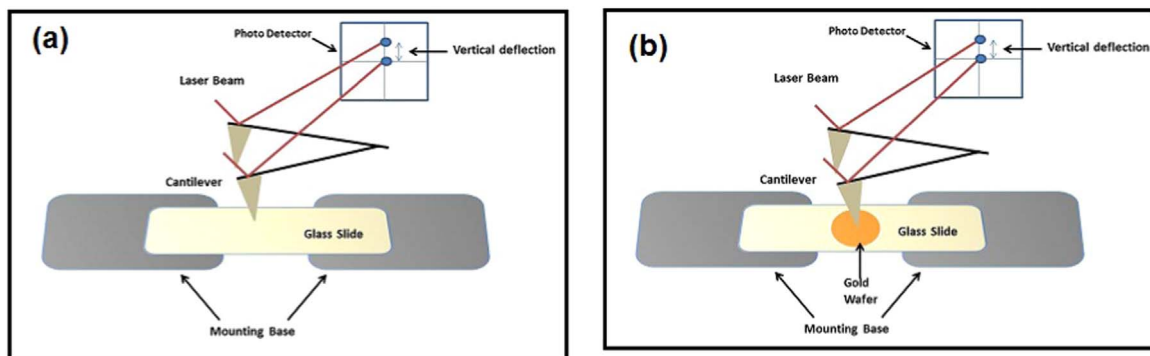 (a)
Photo Detector
Vertical deflection
Laser Beam
Cantilever
Glass Slide
Mounting Base
(b)
Photo Detector
Vertical deflection
Laser Beam
Cantilever
Glass Slide
Gold
Wafer
Mounting Base